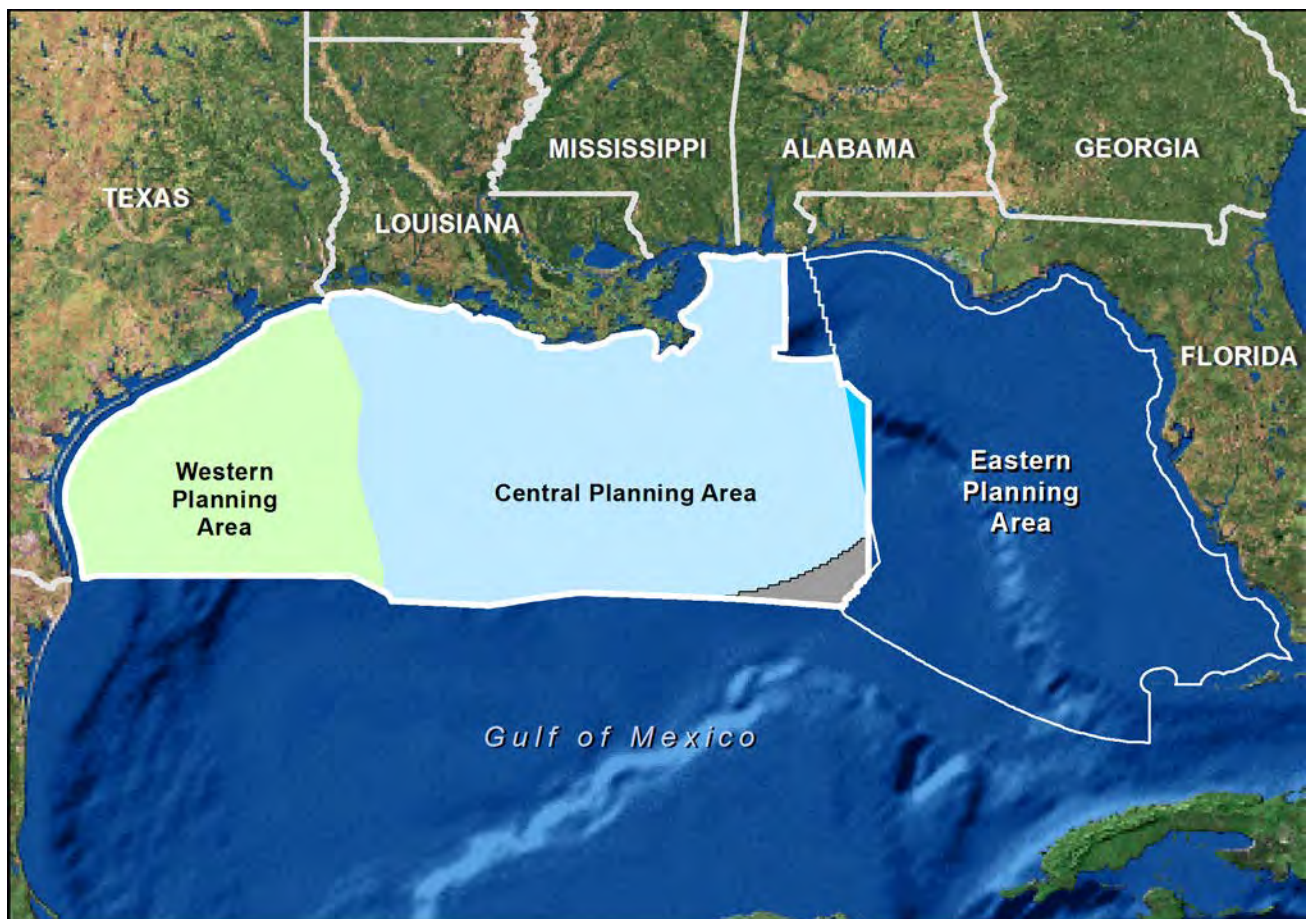 MISSISSIPPI
ALABAMA
GEORGIA
TEXAS
LOUISIANA
FLORIDA
Western
Planning
Area
Central Planning Area
Eastern
Planning
Area
Gulf of Mexico